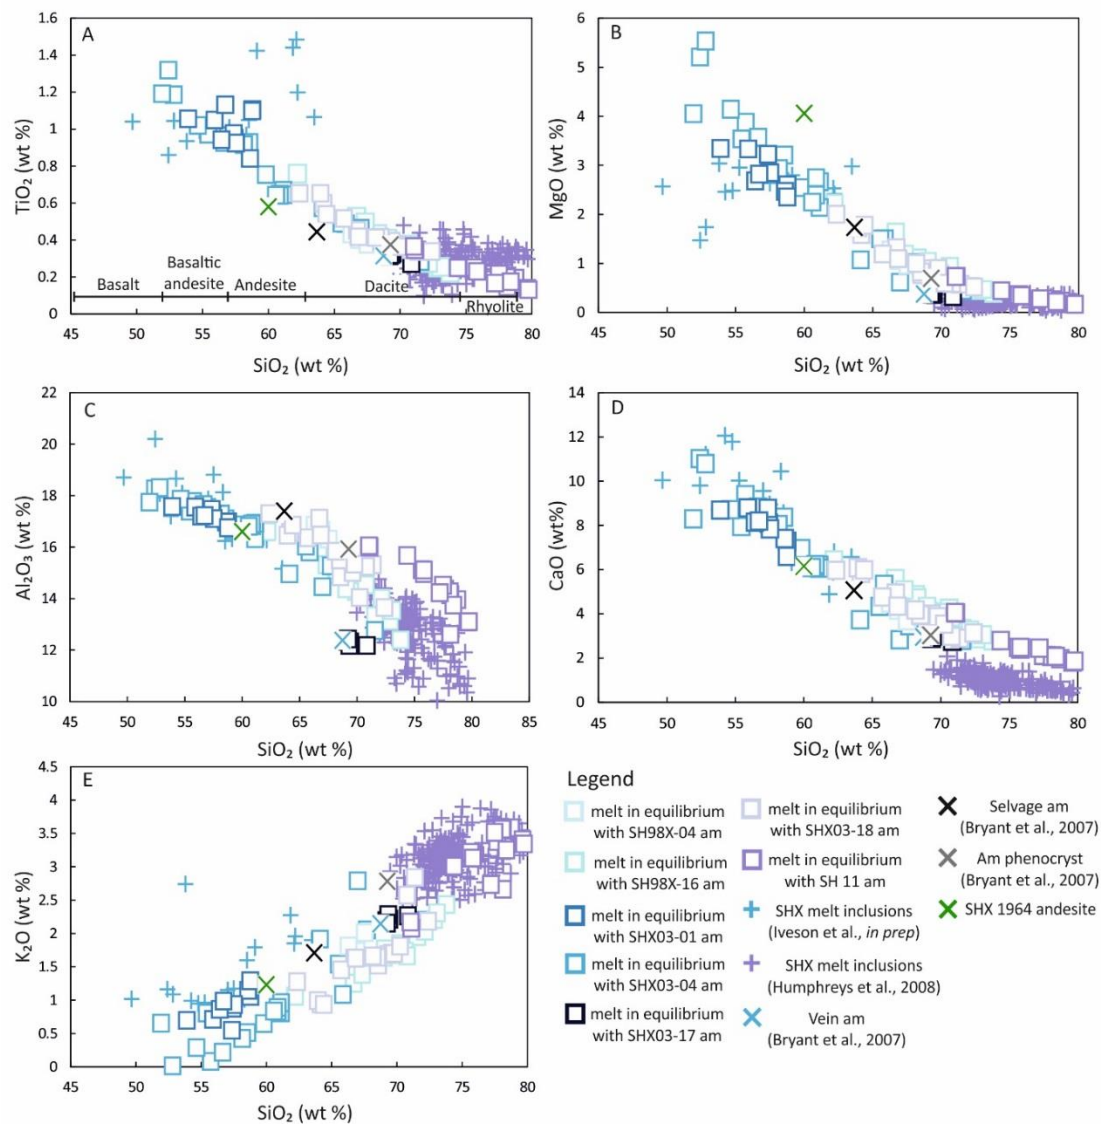 A
TiO₂ (wt %)
1.6
1.4
1.2
1
0.8
0.6
0.4
0.2
0
Basalt
Basaltic
andesite
Andesite
Dacite
Rhyolite
45 50 55 60 65 70 75 80
SiO₂ (wt %)
B
MgO (wt %)
6
5
4
3
2
1
0
45 50 55 60 65 70 75 80
SiO₂ (wt %)
C
Al₂O₃ (wt %)
22
20
18
16
14
12
10
45 50 55 60 65 70 75 80 85
SiO₂ (wt %)
D
CaO (wt%)
14
12
10
8
6
4
2
0
45 50 55 60 65 70 75 80
SiO₂ (wt %)
E
K₂O (wt %)
4.5
4
3.5
3
2.5
2
1.5
1
0.5
0
45 50 55 60 65 70 75 80
SiO₂ (wt %)
Legend
melt in equilibrium
with SH98X-04 am
melt in equilibrium
with SH98X-16 am
melt in equilibrium
with SHX03-01 am
melt in equilibrium
with SHX03-04 am
melt in equilibrium
with SHX03-17 am
melt in equilibrium
with SHX03-18 am
melt in equilibrium
with SH 11 am
SHX melt inclusions
(Iveson et al., in prep)
SHX melt inclusions
(Humphreys et al., 2008)
Vein am
(Bryant et al., 2007)
Selvage am
(Bryant et al., 2007)
Am phenocryst
(Bryant et al., 2007)
SHX 1964 andesite